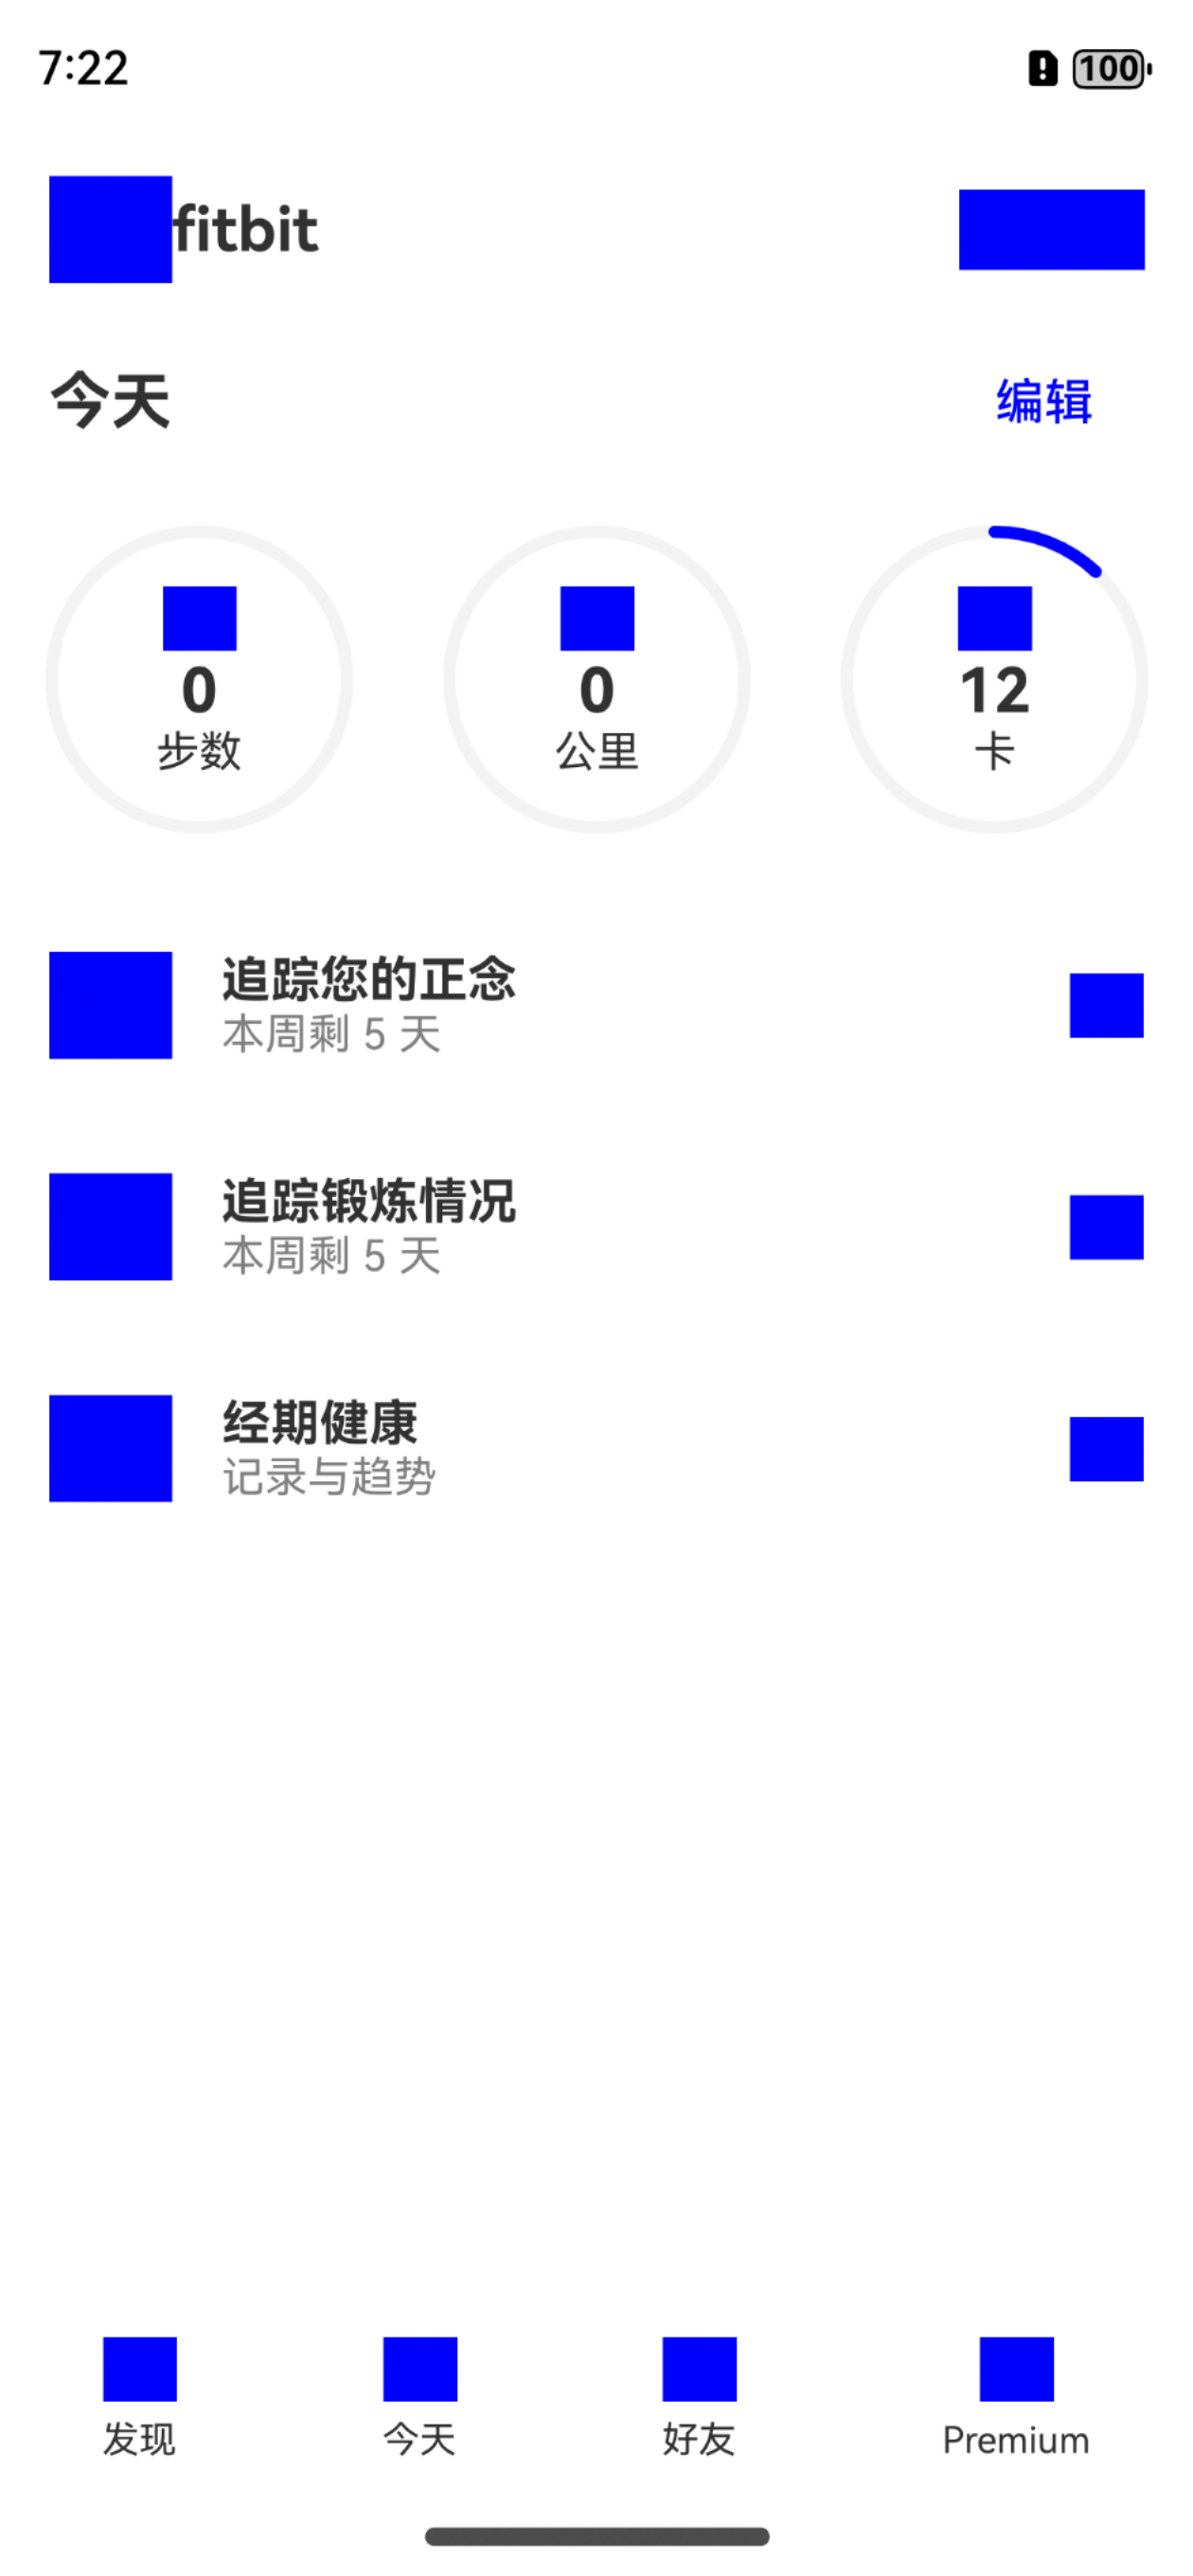 7:22
100
fitbit
今天
编辑
0
步数
0
公里
12
卡
追踪您的正念
本周剩 5 天
追踪锻炼情况
本周剩 5 天
经期健康
记录与趋势
发现
今天
好友
Premium